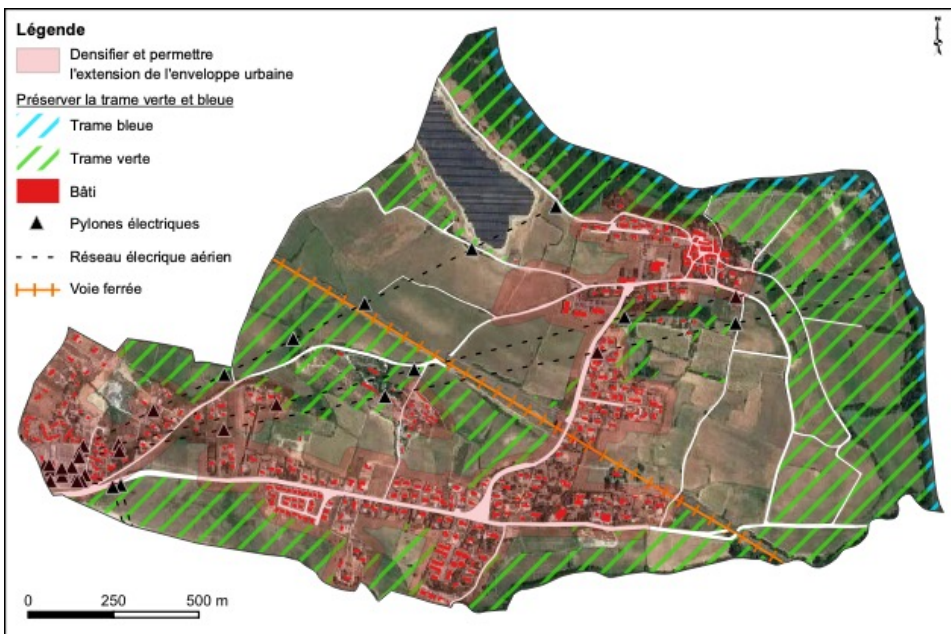 Légende
Densifier et permettre
l'extension de l'enveloppe urbaine
Préserver la trame verte et bleue
Trame bleue
Trame verte
Bâti
Pylones électriques
Réseau élecrique aérien
Voie ferrée
N
0 250 500 m